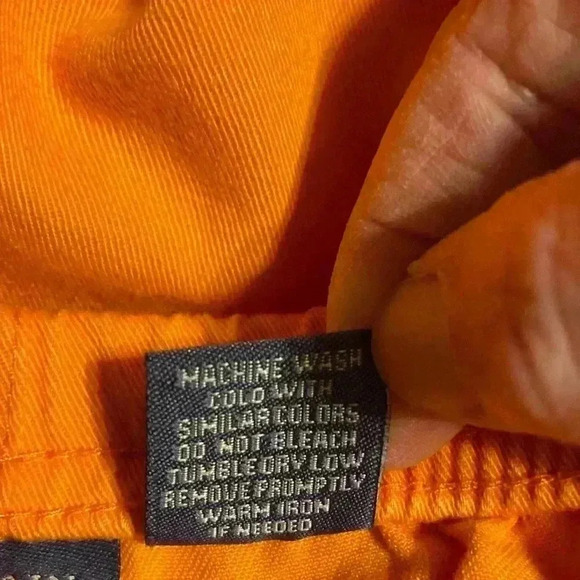 MACHINE WASH
COLD WITH
SIMILAR COLORS
DO NOT BLEACH
TUMBLE DRY LOW
REMOVE PROMPTLY
WARM IRON
IF NEEDED